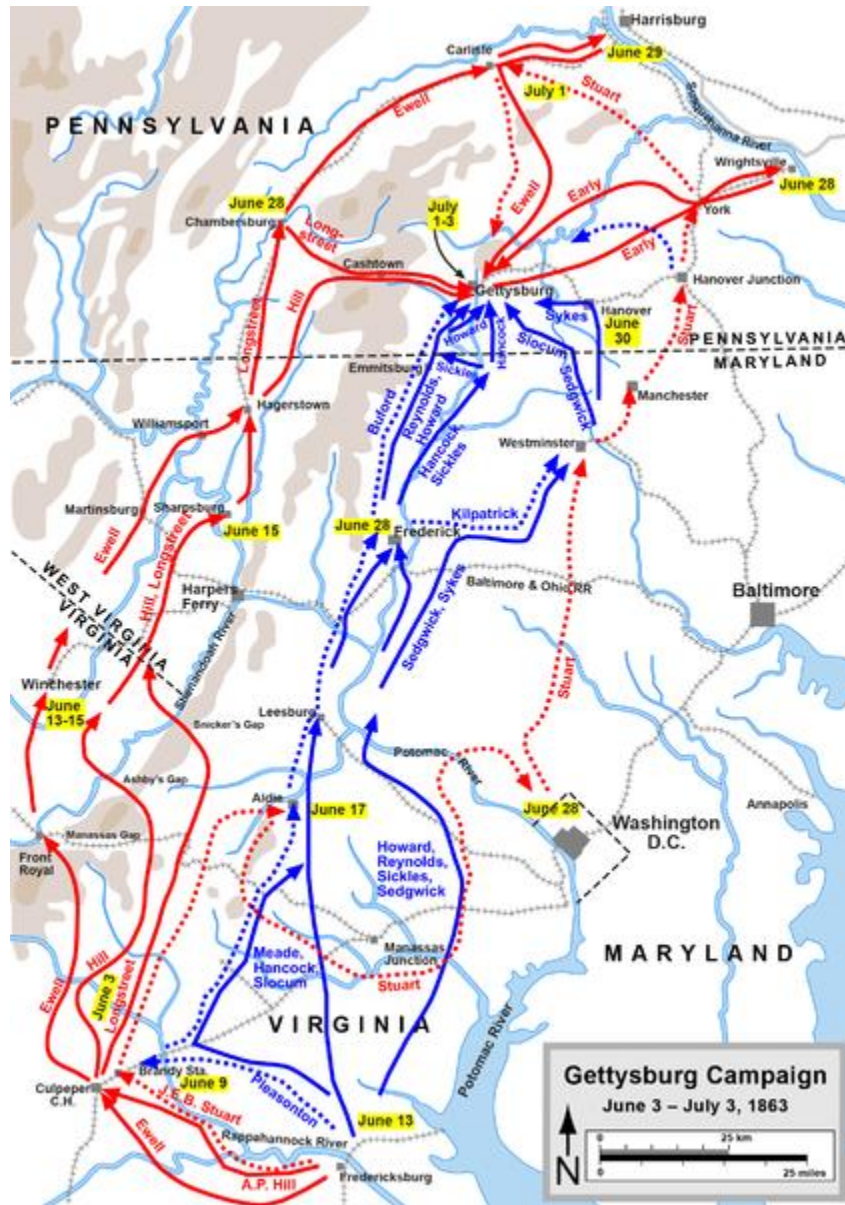 Harrisburg
Carlisle
June 29
Ewell
July 1
Stuart
Susquehanna River
PENNSYLVANIA
Wrightsville
June 28
June 28
Chambersburg
Long-
street
July
1-3
Ewell
Early
York
Cashtown
Early
Gettysburg
Hanover Junction
Longstreet
Hill
Howard
Hancock
Sykes
Hanover
June
30
Stuart
PENNSYLVANIA
MARYLAND
Emmitsburg
Sickles
Slocum
Sedgwick
Manchester
Hagerstown
Williamsport
Buford
Reynolds,
Howard
Hancock
Sickles
Westminster
Martinsburg
Sharpsburg
Ewell
June 15
June 28
Frederick
Kilpatrick
Hill, Longstreet
Harpers
Ferry
Baltimore & Ohio RR
Baltimore
WEST VIRGINIA
VIRGINIA
Shenandoah River
Sedgwick, Sykes
Winchester
June
13-15
Stuart
Leesburg
Snicker's Gap
Potomac
River
Ashby's Gap
Aldie
June 17
June 28
Annapolis
Washington
D.C.
Manassas Gap
Front
Royal
Howard,
Reynolds,
Sickles,
Sedgwick
Ewell
Hill
June 3
Longstreet
Meade,
Hancock,
Slocum
Manassas
Junction
Stuart
MARYLAND
VIRGINIA
Potomac River
Brandy Sta.
Culpeper
C.H.
June 9
Pleasonton
J.E.B. Stuart
June 13
Ewell
Rappahannock River
A.P. Hill
Fredericksburg
Gettysburg Campaign
June 3 – July 3, 1863
N
0 25 km
0 25 miles